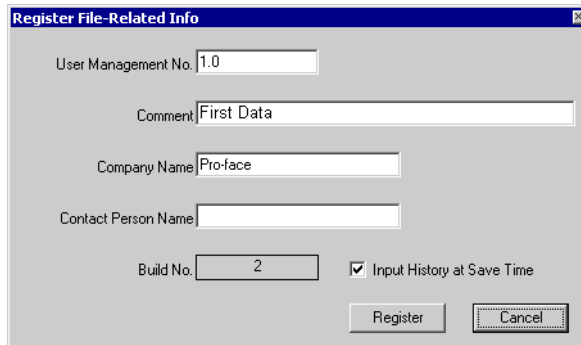 Register File-Related Info
User Management No. 1.0
Comment First Data
Company Name Pro-face
Contact Person Name
Build No. 2 Input History at Save Time
Register Cancel